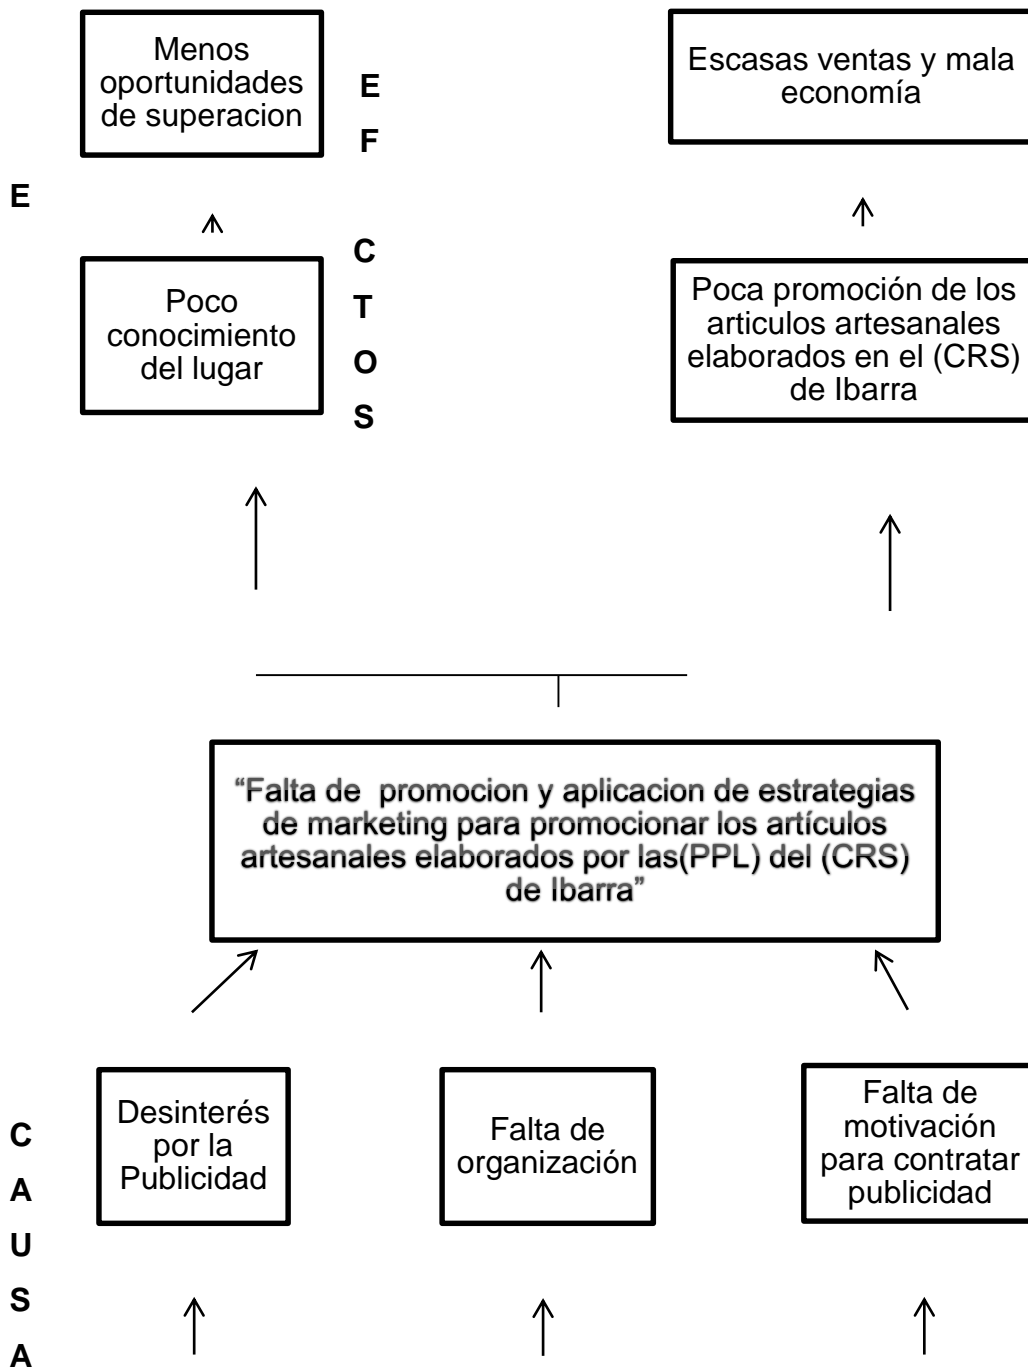 Menos
oportunidades
de superacion
Escasas ventas y mala
economía
E
F
E
C
T
O
S
Poco
conocimiento
del lugar
Poca promoción de los
articulos artesanales
elaborados en el (CRS)
de Ibarra
“Falta de  promocion y aplicacion de estrategias
de marketing para promocionar los artículos
artesanales elaborados por las(PPL) del (CRS)
de Ibarra”
C
A
U
S
A
Desinterés
por la
Publicidad
Falta de
organización
Falta de
motivación
para contratar
publicidad